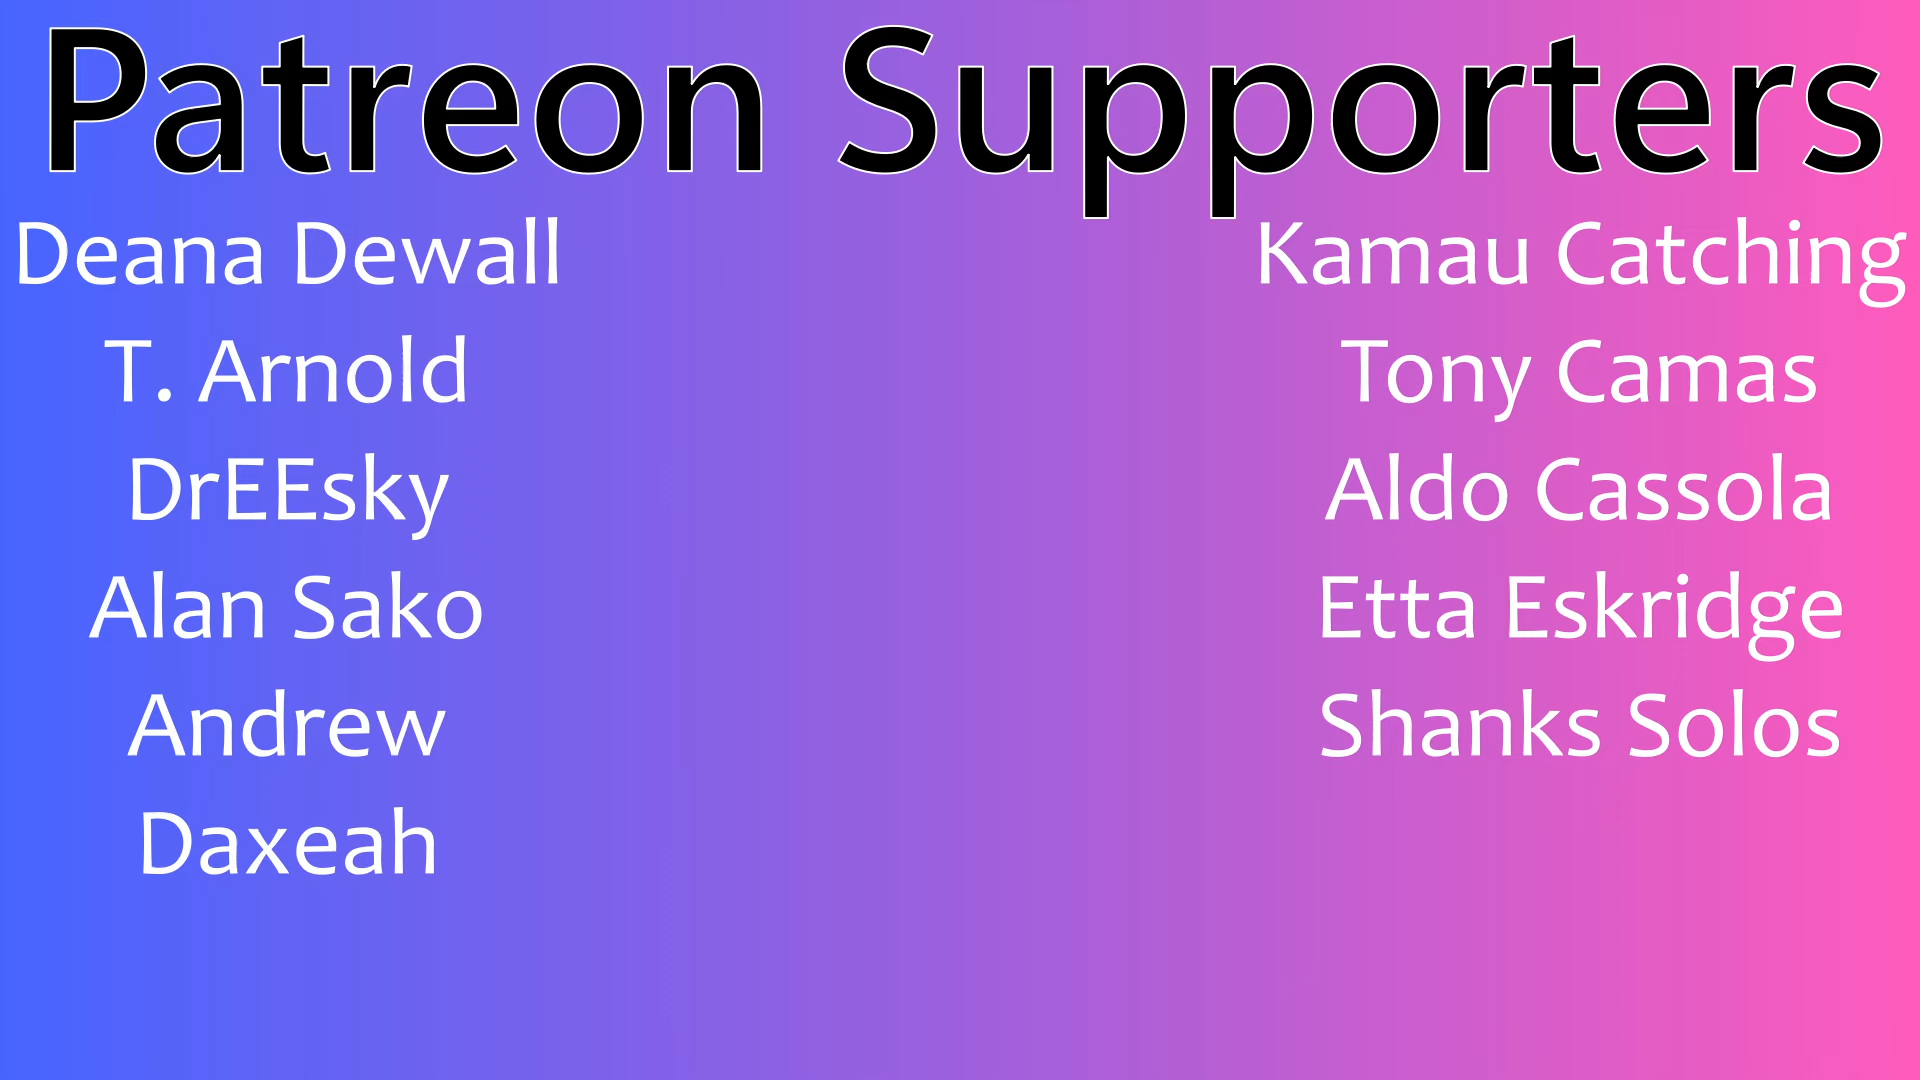 Patreon Supporters
Deana Dewall
T. Arnold
DrEEsky
Alan Sako
Andrew
Daxeah
Kamau Catching
Tony Camas
Aldo Cassola
Etta Eskridge
Shanks Solos